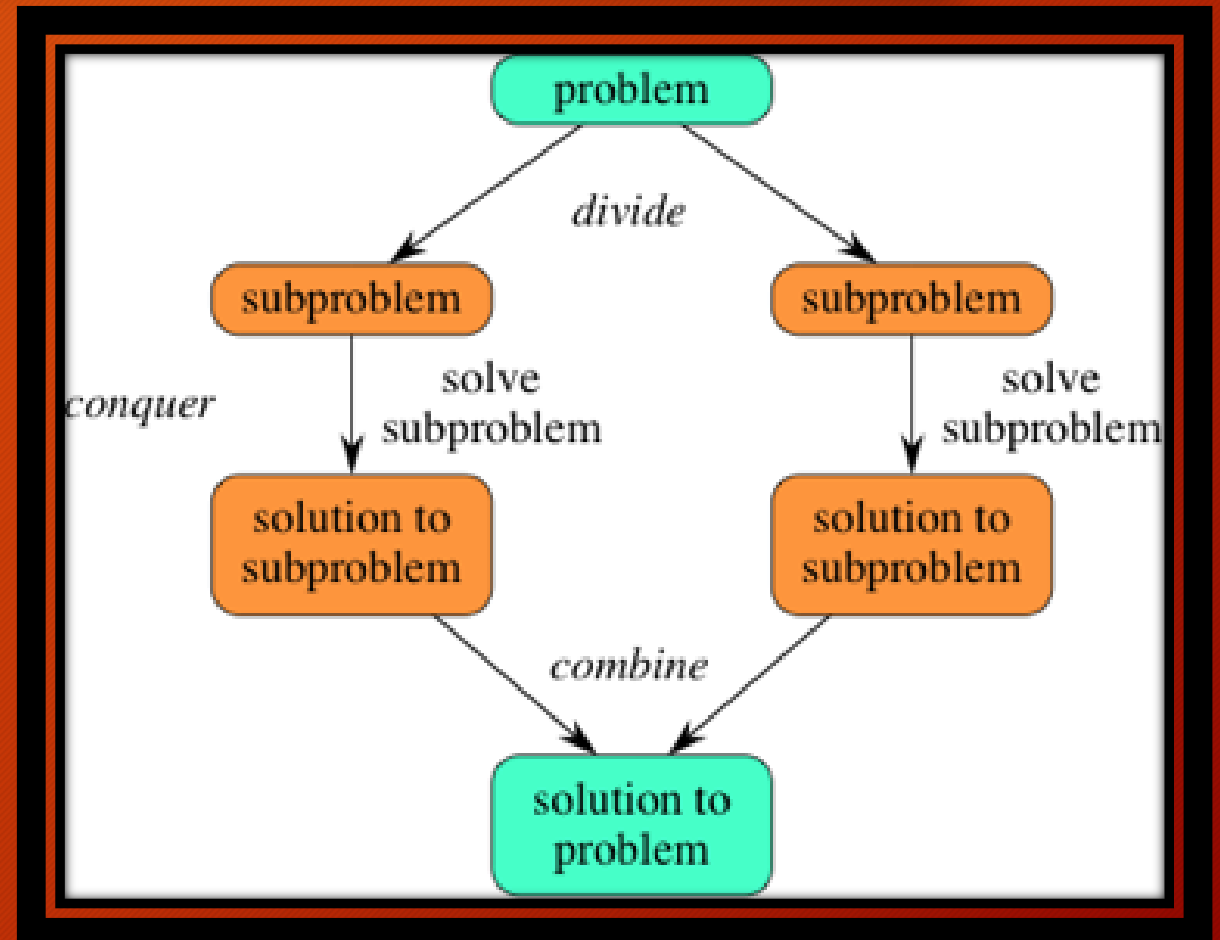 problem
divide
subproblem
subproblem
conquer
solve
subproblem
solve
subproblem
solution to
subproblem
solution to
subproblem
combine
solution to
problem